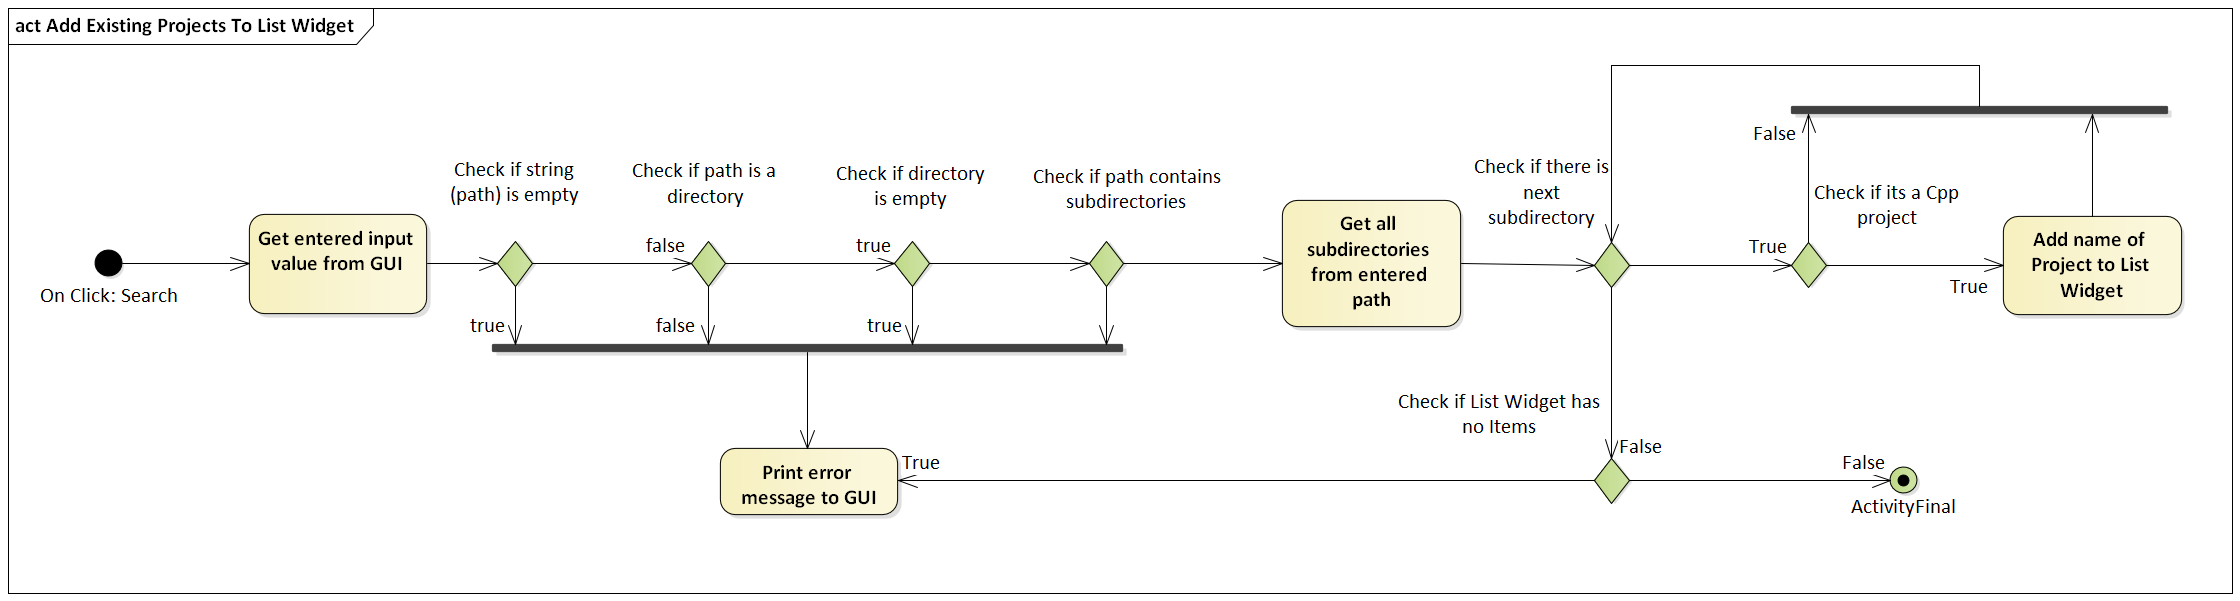 act Add Existing Projects To List Widget
On Click: Search
Get entered input
value from GUI
Check if string
(path) is empty
true
false
Check if path is a
directory
false
true
Check if directory
is empty
true
Check if path contains
subdirectories
Get all
subdirectories
from entered
path
Check if there is
next
subdirectory
True
False
Check if its a Cpp
project
True
Add name of
Project to List
Widget
Check if List Widget has
no Items
False
True
Print error
message to GUI
False
ActivityFinal